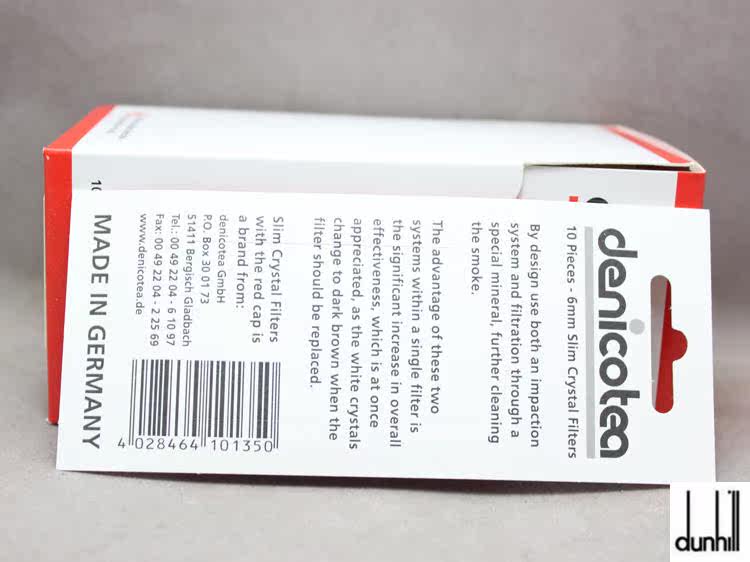 denicotea
10 Pieces - 6mm Slim Crystal Filters
By design use both an impaction
system and filtration through a
special mineral, further cleaning
the smoke.
The advantage of these two
systems within a single filter is
the significant increase in overall
effectiveness, which is at once
appreciated, as the white crystals
change to dark brown when the
filter should be replaced.
Slim Crystal Filters
with the red cap is
a brand from:
denicotea GmbH
P.O. Box 30 01 73
51411 Bergisch Gladbach
Tel.: 00 49 22 04 - 6 10 97
Fax: 00 49 22 04 - 2 25 69
www.denicotea.de
4 028464 101350
MADE IN GERMANY
10
dunhill